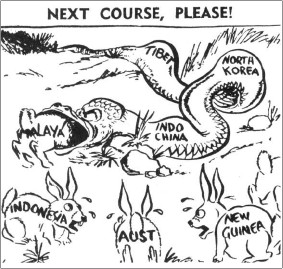 NEXT COURSE, PLEASE!
TIBET
NORTH
KOREA
MALAYA
INDO
CHINA
INDONESIA
AUST
NEW
GUINEA